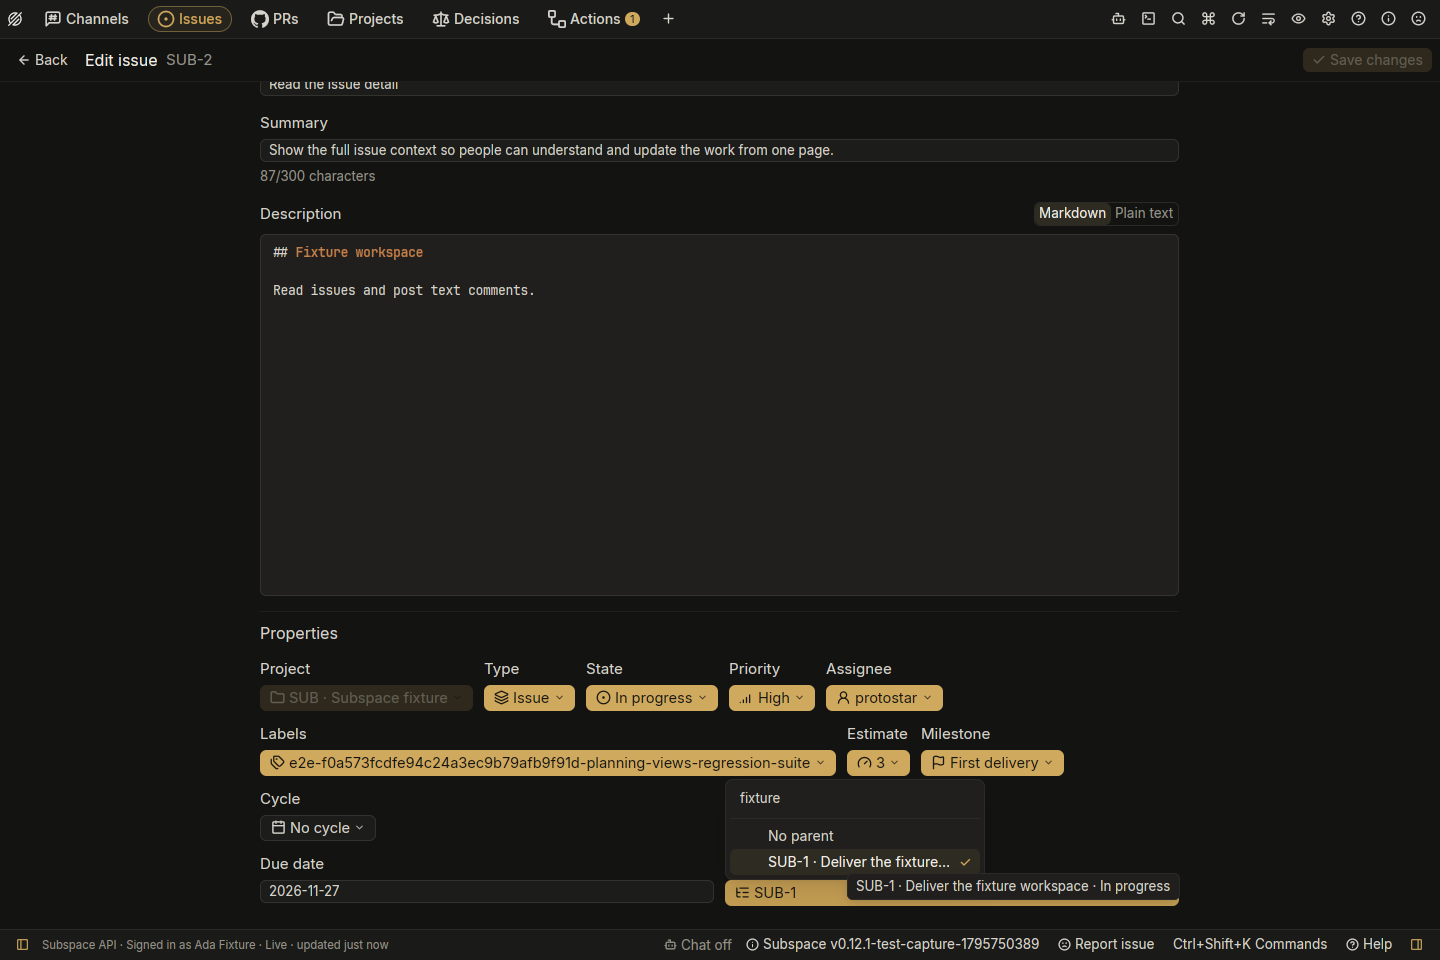 Channels
Issues
PRs
Projects
Decisions
Actions 1
Back
Edit issue SUB-2
Save changes
Read the issue detail
Summary
Show the full issue context so people can understand and update the work from one page.
87/300 characters
Description
Markdown Plain text
## Fixture workspace
Read issues and post text comments.
Properties
Project
Type
State
Priority
Assignee
SUB · Subspace fixture
Issue
In progress
High
protostar
Labels
Estimate
Milestone
e2e-f0a573fcdfe94c24a3ec9b79afb9f91d-planning-views-regression-suite
3
First delivery
Cycle
No cycle
fixture
No parent
SUB-1 · Deliver the fixture...
Due date
2026-11-27
SUB-1
SUB-1 · Deliver the fixture workspace · In progress
Subspace API · Signed in as Ada Fixture · Live · updated just now
Chat off
Subspace v0.12.1-test-capture-1795750389
Report issue
Ctrl+Shift+K Commands
Help